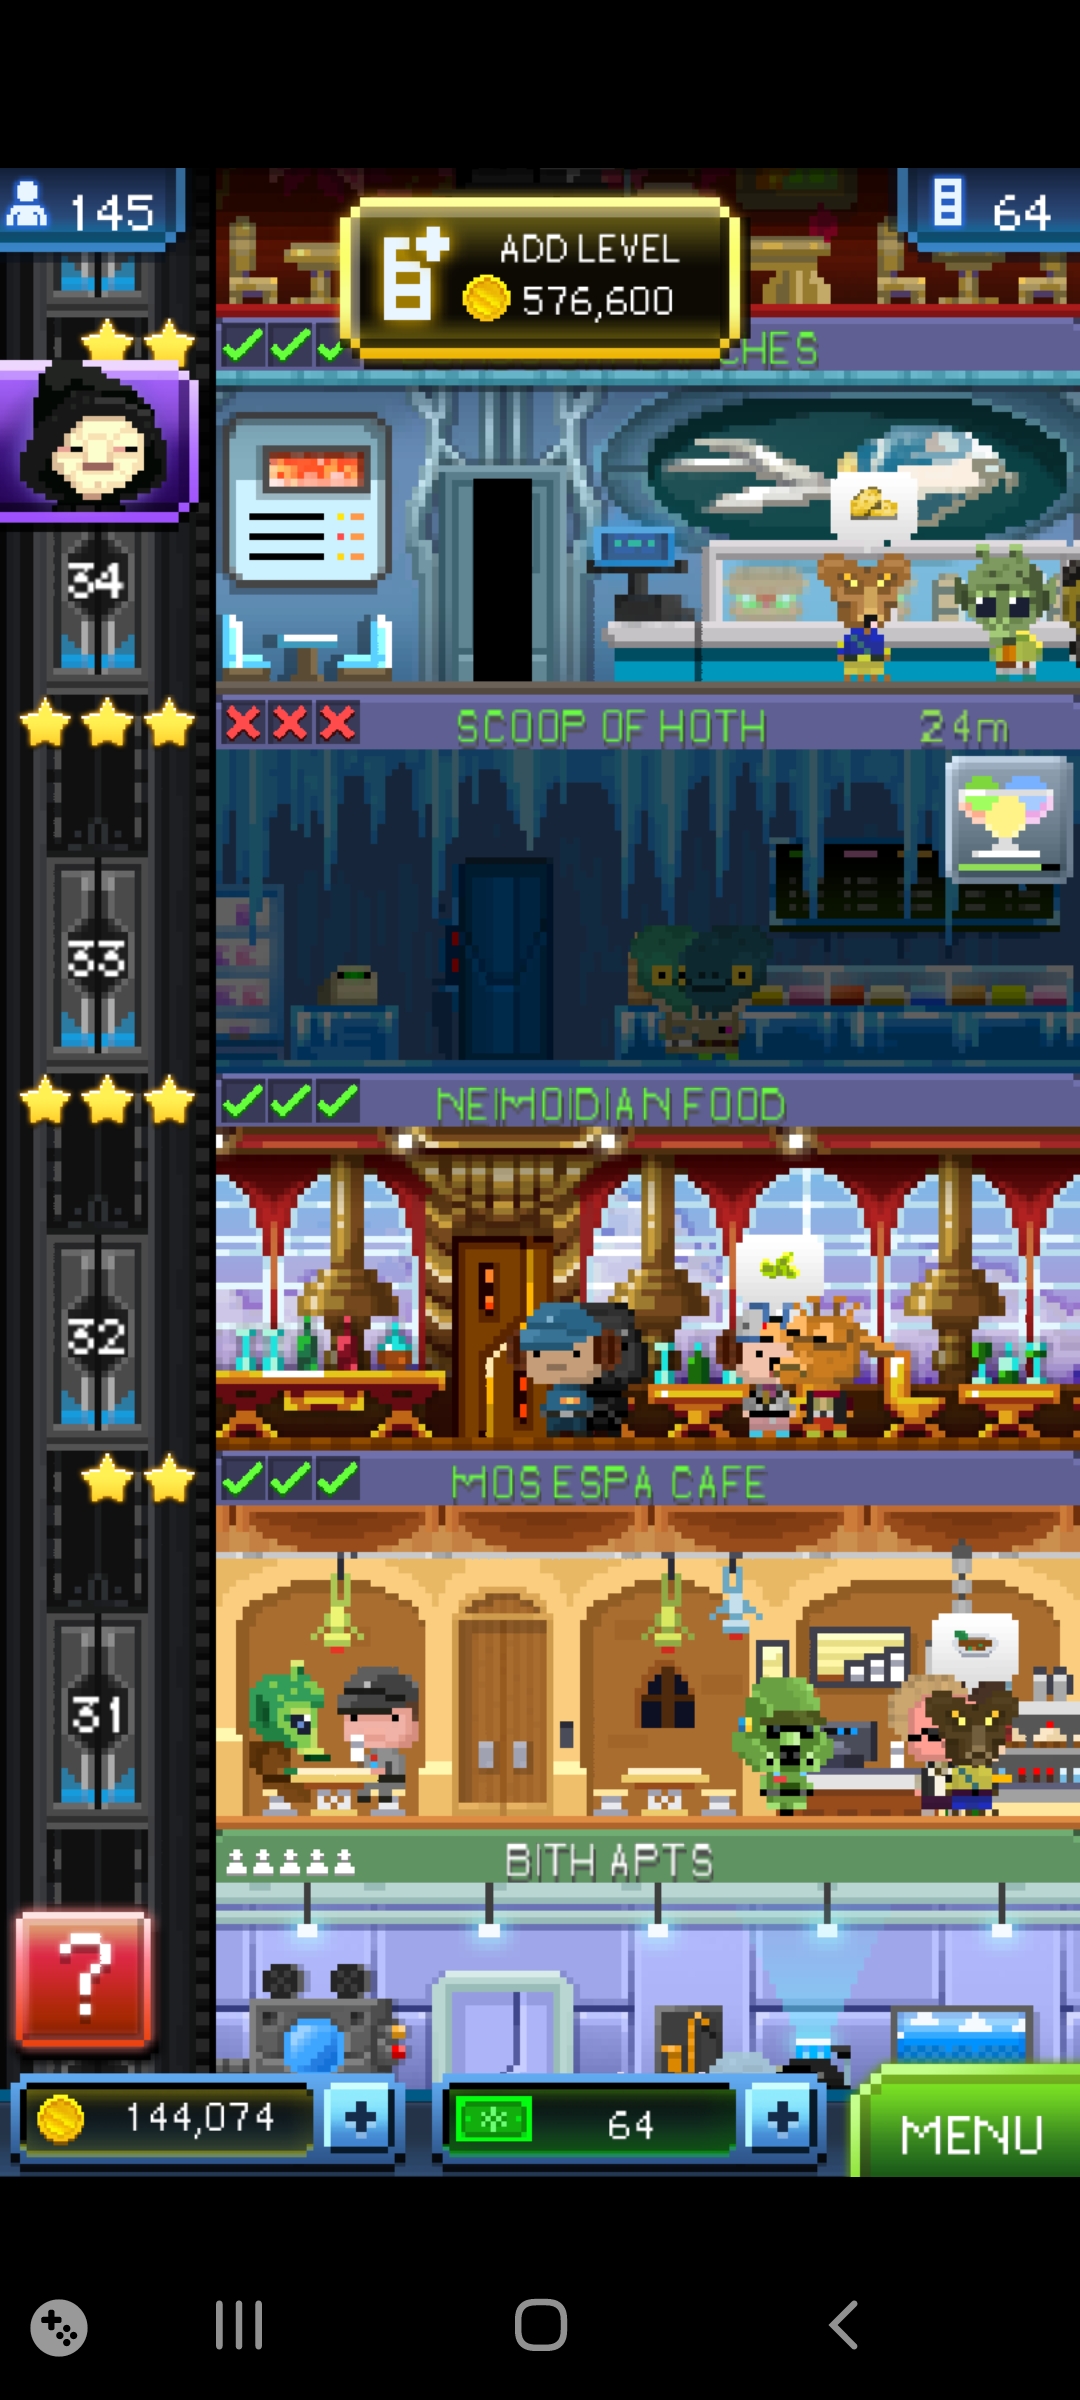 145
64
ADD LEVEL
576,600
CHES
34
SCOOP OF HOTH
24m
33
NEIMOIDIAN FOOD
32
MOS ESPA CAFE
31
BITH APTS
?
144,074
+
64
+
MENU